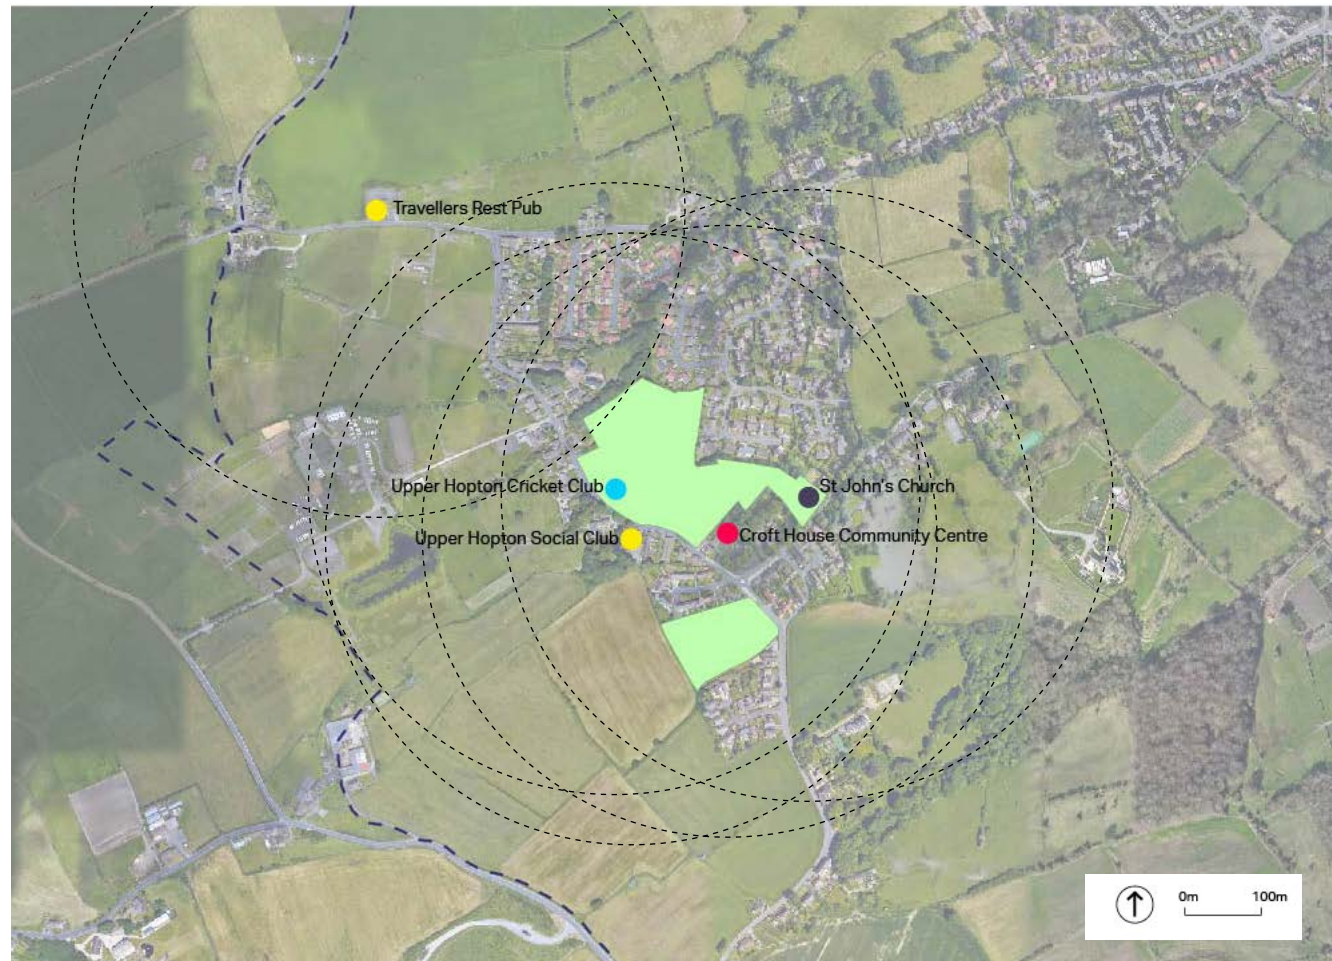 Travellers Rest Pub
Upper Hopton Cricket Club
St John's Church
Upper Hopton Social Club
Croft House Community Centre
0m 100m